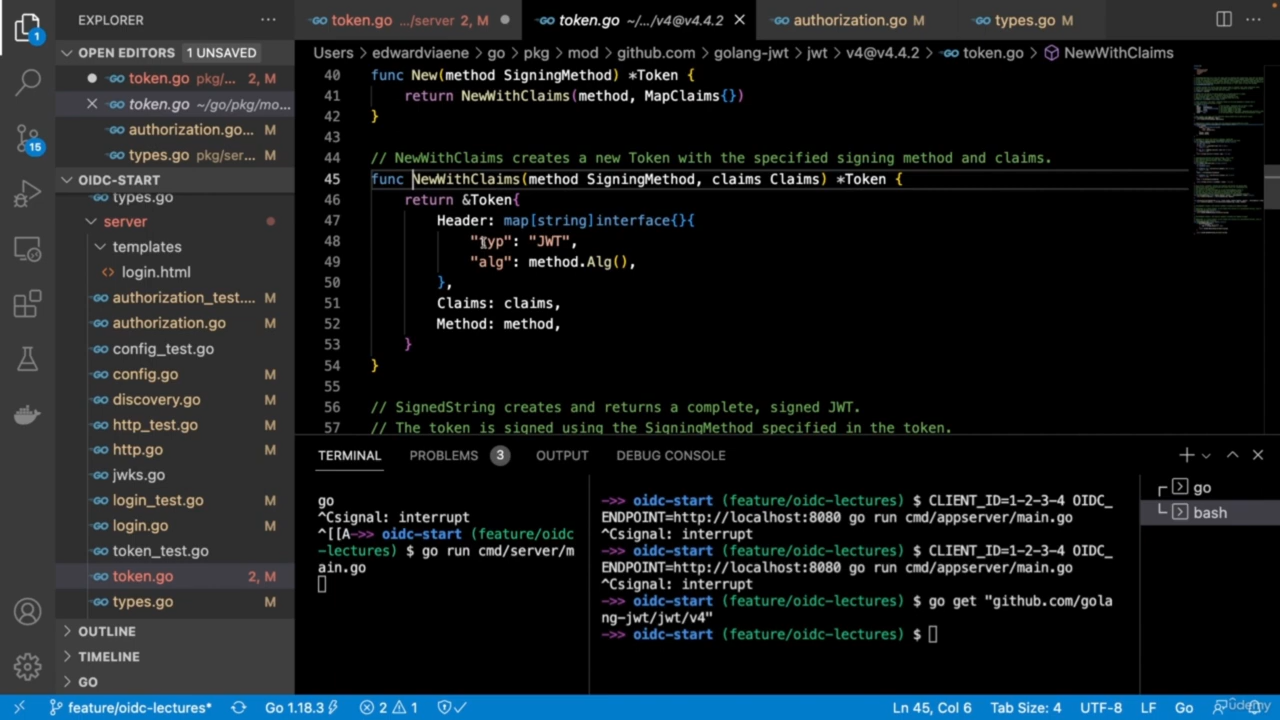 EXPLORER
OPEN EDITORS 1 UNSAVED
token.go pkg/... 2, M
token.go ~/go/pkg/mo...
authorization.go... M
types.go pkg/ser... M
OIDC-START
types.go
server
templates
login.html
authorization_test.... M
authorization.go M
config_test.go
config.go M
discovery.go M
http_test.go M
http.go M
jwks.go
login_test.go M
login.go M
token_test.go
token.go 2, M
types.go M
OUTLINE
TIMELINE
GO
1
15
token.go .../server 2, M
token.go ~/.../v4@v4.4.2
authorization.go M
types.go M
Users > edwardviaene > go > pkg > mod > github.com > golang-jwt > jwt > v4@v4.4.2 > token.go > NewWithClaims
40 func New(method SigningMethod) *Token {
41 return NewWithClaims(method, MapClaims{})
42 }
43
44 // NewWithClaims creates a new Token with the specified signing method and claims.
45 func NewWithClaims(method SigningMethod, claims Claims) *Token {
46 return &Token{
47 Header: map[string]interface{}{
48 "typ": "JWT",
49 "alg": method.Alg(),
50 },
51 Claims: claims,
52 Method: method,
53 }
54 }
55
56 // SignedString creates and returns a complete, signed JWT.
57 // The token is signed using the SigningMethod specified in the token.
TERMINAL PROBLEMS 3 OUTPUT DEBUG CONSOLE
go
^Csignal: interrupt
^[[A->> oidc-start (feature/oidc
-lectures) $ go run cmd/server/m
ain.go
->> oidc-start (feature/oidc-lectures) $ CLIENT_ID=1-2-3-4 OIDC_
ENDPOINT=http://localhost:8080 go run cmd/appserver/main.go
^Csignal: interrupt
->> oidc-start (feature/oidc-lectures) $ CLIENT_ID=1-2-3-4 OIDC_
ENDPOINT=http://localhost:8080 go run cmd/appserver/main.go
^Csignal: interrupt
->> oidc-start (feature/oidc-lectures) $ go get "github.com/gola
ng-jwt/jwt/v4"
->> oidc-start (feature/oidc-lectures) $
go
bash
feature/oidc-lectures* Go 1.18.3 2 1 Ln 45, Col 6 Tab Size: 4 UTF-8 LF Go
Udemy